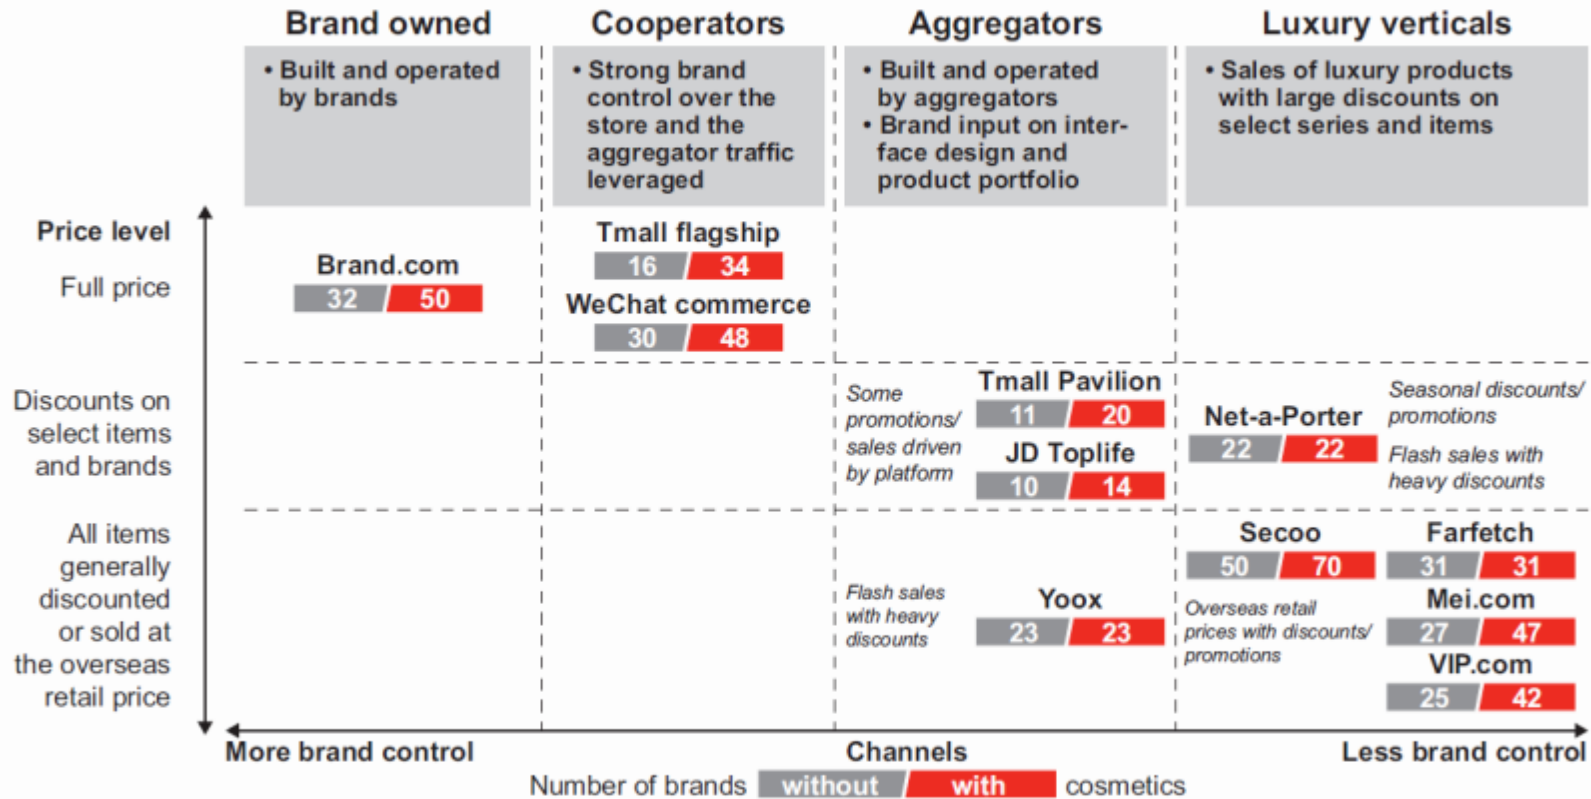 Brand owned
Cooperators
Aggregators
Luxury verticals
• Built and operated
by brands
• Strong brand
control over the
store and the
aggregator traffic
leveraged
• Built and operated
by aggregators
• Brand input on inter-
face design and
product portfolio
• Sales of luxury products
with large discounts on
select series and items
Price level
Full price
Brand.com
32 50
Tmall flagship
16 34
WeChat commerce
30 48
Discounts on
select items
and brands
Some
promotions/
sales driven
by platform
Tmall Pavilion
11 20
JD Toplife
10 14
Net-a-Porter
22 22
Seasonal discounts/
promotions
Flash sales with
heavy discounts
All items
generally
discounted
or sold at
the overseas
retail price
Flash sales
with heavy
discounts
Yoox
23 23
Secoo
50 70
Overseas retail
prices with discounts/
promotions
Farfetch
31 31
Mei.com
27 47
VIP.com
25 42
More brand control
Channels
Less brand control
Number of brands without with cosmetics